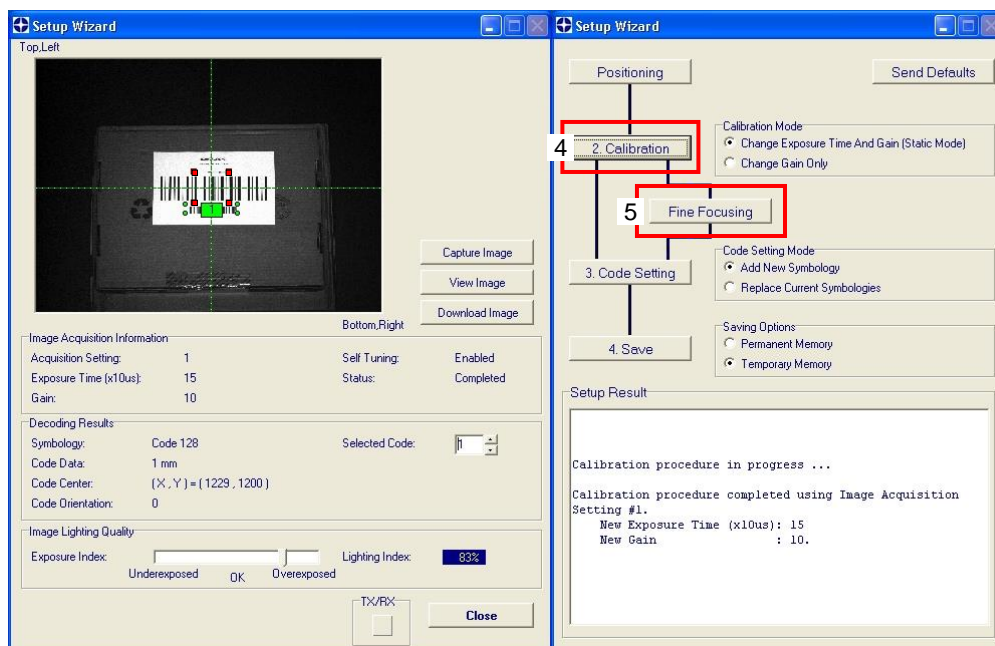 Setup Wizard
Top,Left
Capture Image
View Image
Download Image
Bottom,Right
Image Acquisition Information
Acquisition Setting: 1 Self Tuning: Enabled
Exposure Time (x10us): 15 Status: Completed
Gain: 10
Decoding Results
Symbology: Code 128 Selected Code: 1
Code Data: 1 mm
Code Center: ( X , Y ) = ( 1229 , 1200 )
Code Orientation: 0
Image Lighting Quality
Exposure Index: Lighting Index: 83%
Underexposed OK Overexposed
TX/RX
Close
Setup Wizard
Positioning Send Defaults
4 2. Calibration
Calibration Mode
Change Exposure Time And Gain (Static Mode)
Change Gain Only
5 Fine Focusing
3. Code Setting
Code Setting Mode
Add New Symbology
Replace Current Symbologies
4. Save
Saving Options
Permanent Memory
Temporary Memory
Setup Result
Calibration procedure in progress ...
Calibration procedure completed using Image Acquisition
Setting #1.
New Exposure Time (x10us): 15
New Gain : 10.